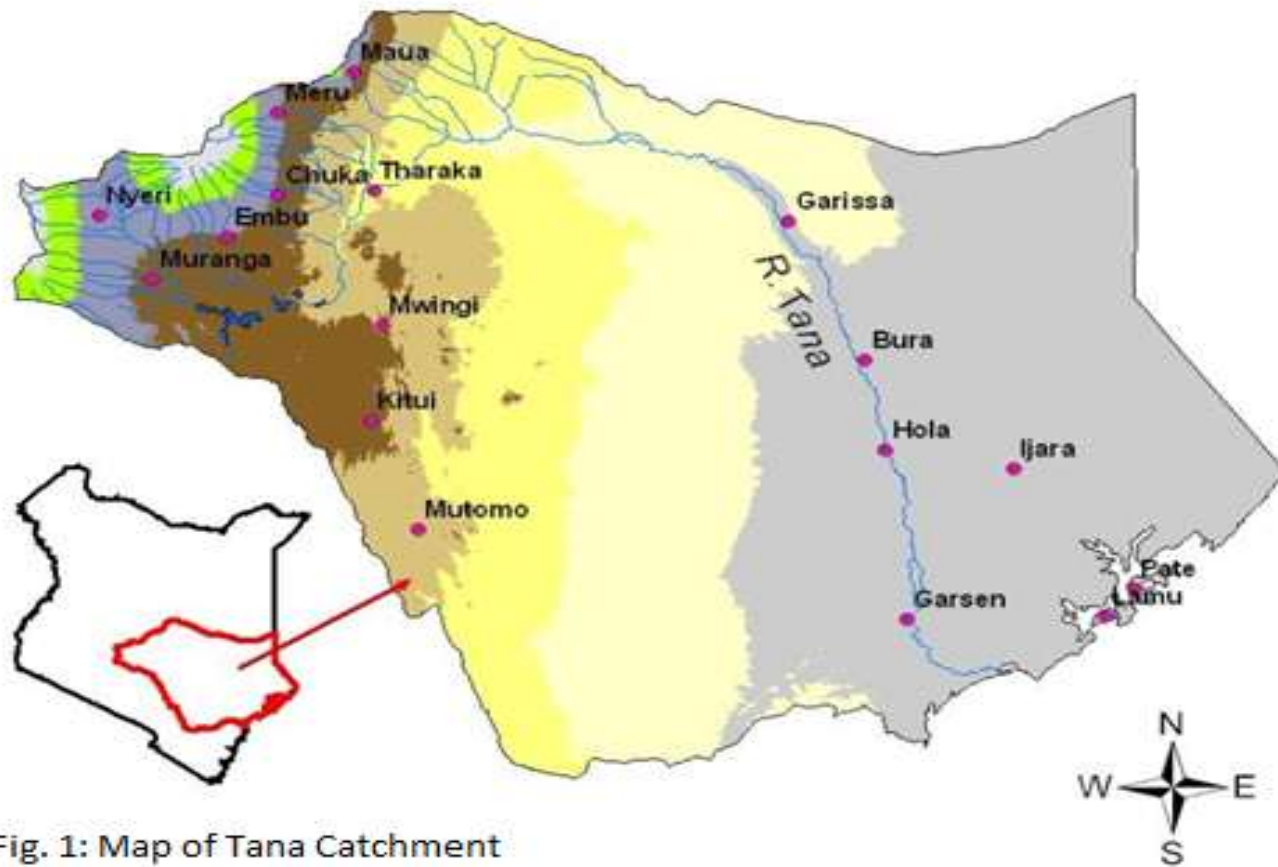 Maua
Meru
Chuka
Tharaka
Nyeri
Embu
Garissa
Muranga
R. Tana
Mwingi
Bura
Kitui
Hola
Ijara
Mutomo
Pate
Lamu
Garsen
N
W E
S
Fig. 1: Map of Tana Catchment